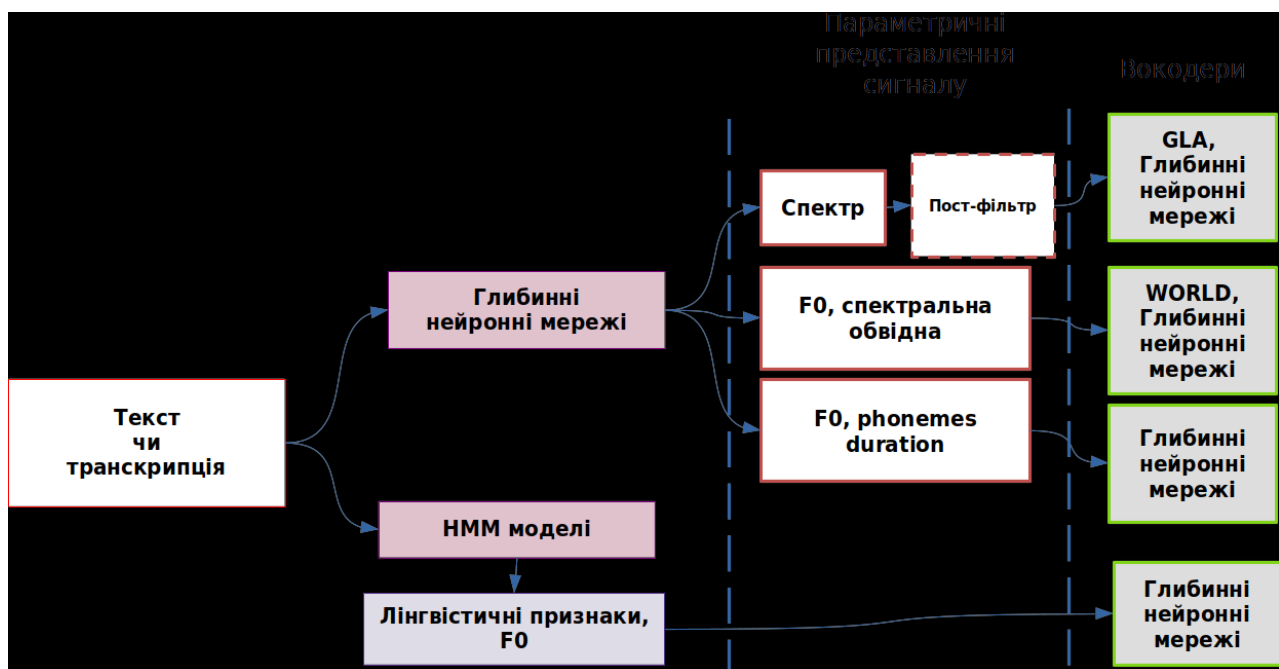 Параметричні
представлення
сигналу
Вокодери
GLA,
Глибинні
нейронні
мережі
Спектр
Пост-фільтр
Глибинні
нейронні мережі
F0, спектральна
обвідна
WORLD,
Глибинні
нейронні
мережі
Текст
чи
транскрипція
F0, phonemes
duration
Глибинні
нейронні
мережі
НММ моделі
Лінгвістичні признаки,
F0
Глибинні
нейронні
мережі